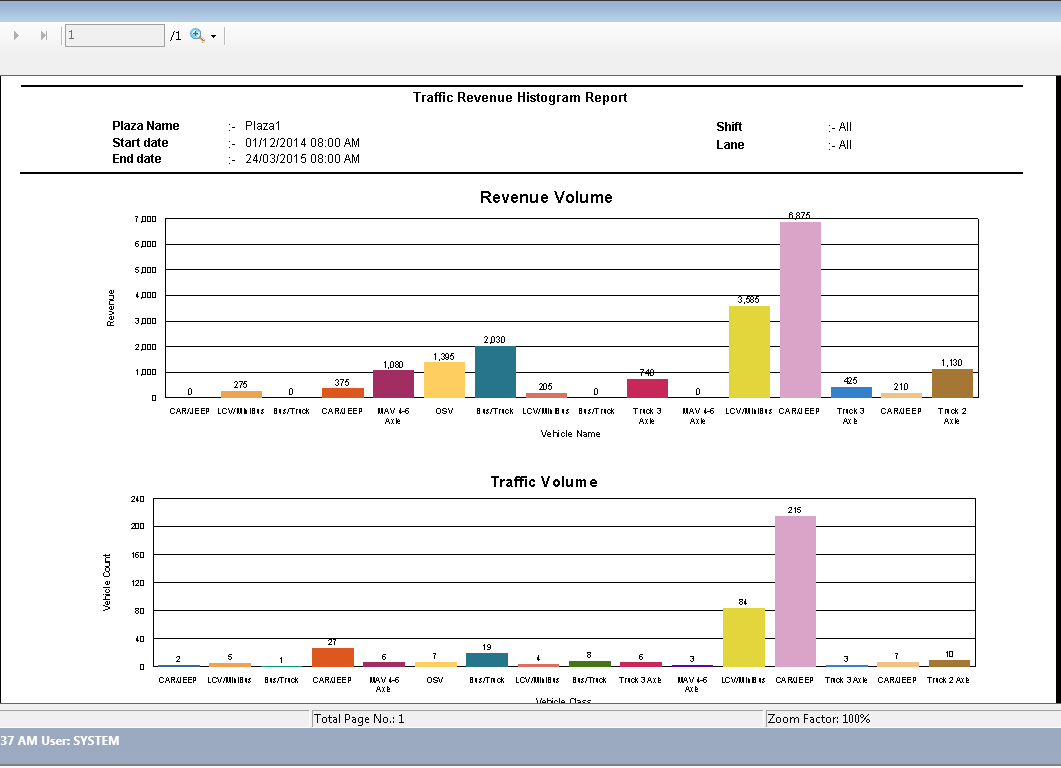 1 /1
Traffic Revenue Histogram Report
Plaza Name :- Plaza1 Shift :- All
Start date :- 01/12/2014 08:00 AM Lane :- All
End date :- 24/03/2015 08:00 AM
Revenue Volume
7,000
6,000
5,000
4,000
3,000
2,000
1,000
0
Revenue
0 275 0 375 1,080 1,395 2,030 205 0 740 0 3,585 6,875 425 210 1,130
CAR/JEEP LCV/MiniBus Bus/Truck CAR/JEEP MAV 4-6 Axle OSV Bus/Truck LCV/MiniBus Bus/Truck Truck 3 Axle MAV 4-6 Axle LCV/MiniBus CAR/JEEP Truck 3 Axle CAR/JEEP Truck 2 Axle
Vehicle Name
Traffic Volume
240
200
160
120
80
40
0
Vehicle Count
2 5 1 27 6 7 19 4 8 6 3 84 215 3 7 10
CAR/JEEP LCV/MiniBus Bus/Truck CAR/JEEP MAV 4-6 Axle OSV Bus/Truck LCV/MiniBus Bus/Truck Truck 3 Axle MAV 4-6 Axle LCV/MiniBus CAR/JEEP Truck 3 Axle CAR/JEEP Truck 2 Axle
Vehicle Class
Total Page No.: 1 Zoom Factor: 100%
37 AM User: SYSTEM